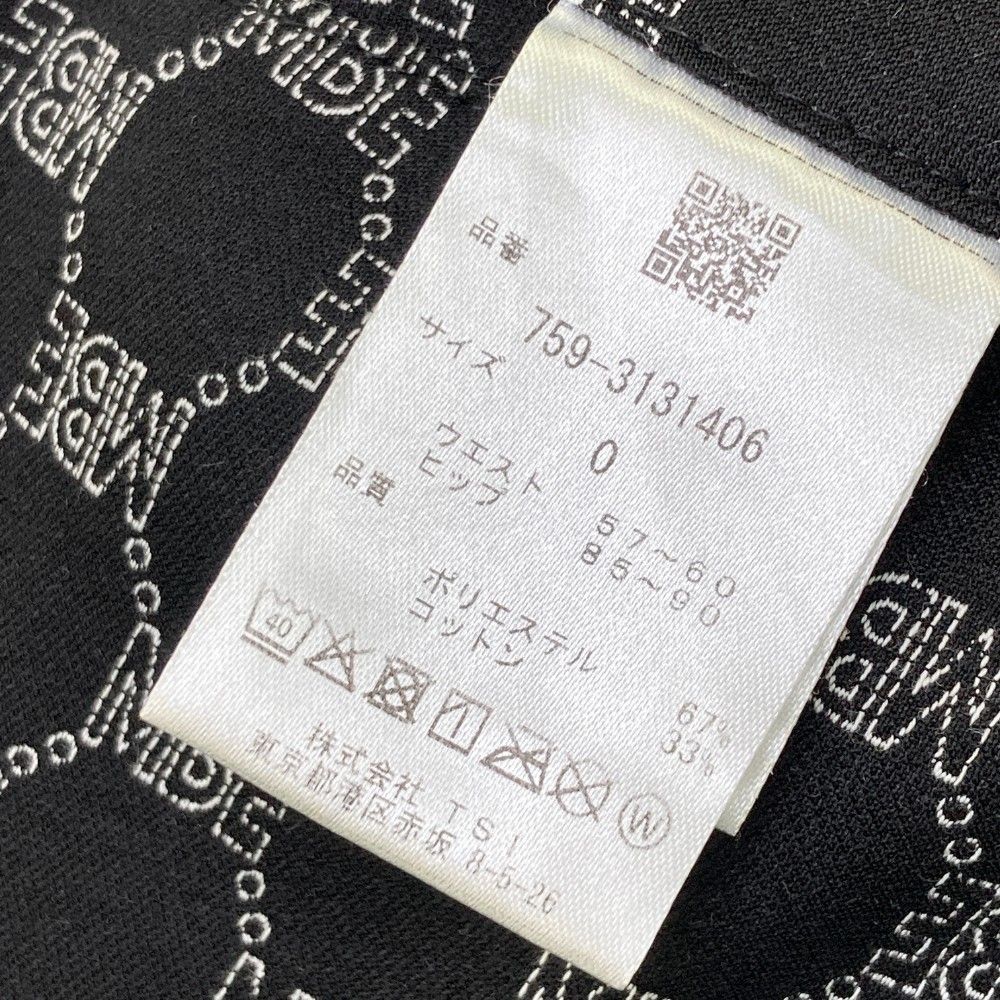 品番
759-3131406
サイズ
0
ウエスト 57～60
ヒップ 85～90
品質
ポリエステル 67%
コットン 33%
40
W
株式会社 TSI
東京都港区赤坂 8-5-26